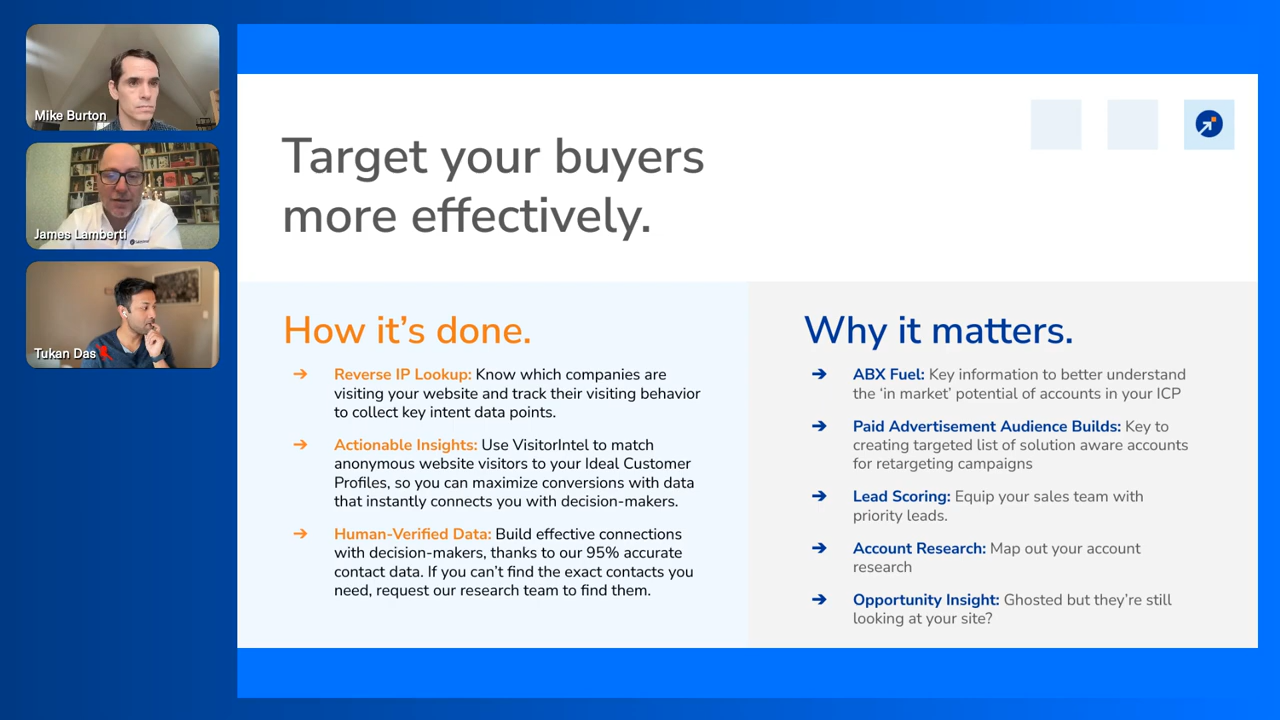 Mike Burton
James Lamberti
Tukan Das
Target your buyers
more effectively.
How it's done.
➔ Reverse IP Lookup: Know which companies are
visiting your website and track their visiting behavior
to collect key intent data points.
➔ Actionable Insights: Use VisitorIntel to match
anonymous website visitors to your Ideal Customer
Profiles, so you can maximize conversions with data
that instantly connects you with decision-makers.
➔ Human-Verified Data: Build effective connections
with decision-makers, thanks to our 95% accurate
contact data. If you can't find the exact contacts you
need, request our research team to find them.
Why it matters.
➔ ABX Fuel: Key information to better understand
the 'in market' potential of accounts in your ICP
➔ Paid Advertisement Audience Builds: Key to
creating targeted list of solution aware accounts
for retargeting campaigns
➔ Lead Scoring: Equip your sales team with
priority leads.
➔ Account Research: Map out your account
research
➔ Opportunity Insight: Ghosted but they're still
looking at your site?